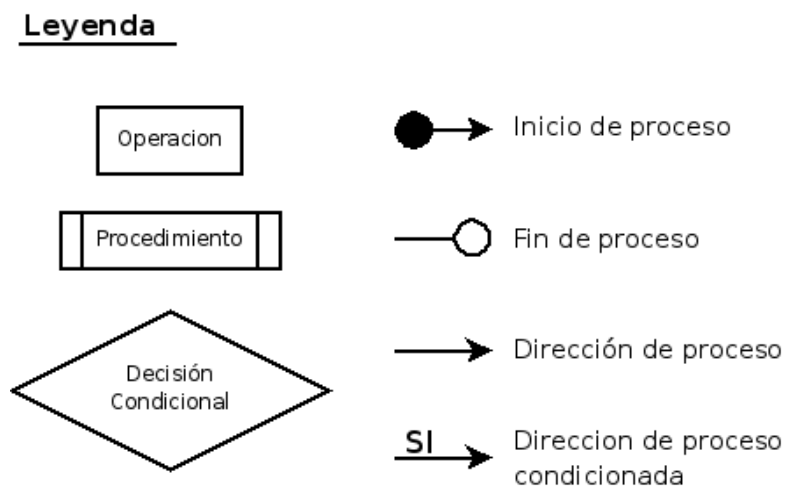 Leyenda
Operacion
Inicio de proceso
Procedimiento
Fin de proceso
Decisión
Condicional
Dirección de proceso
SI
Direccion de proceso
condicionada